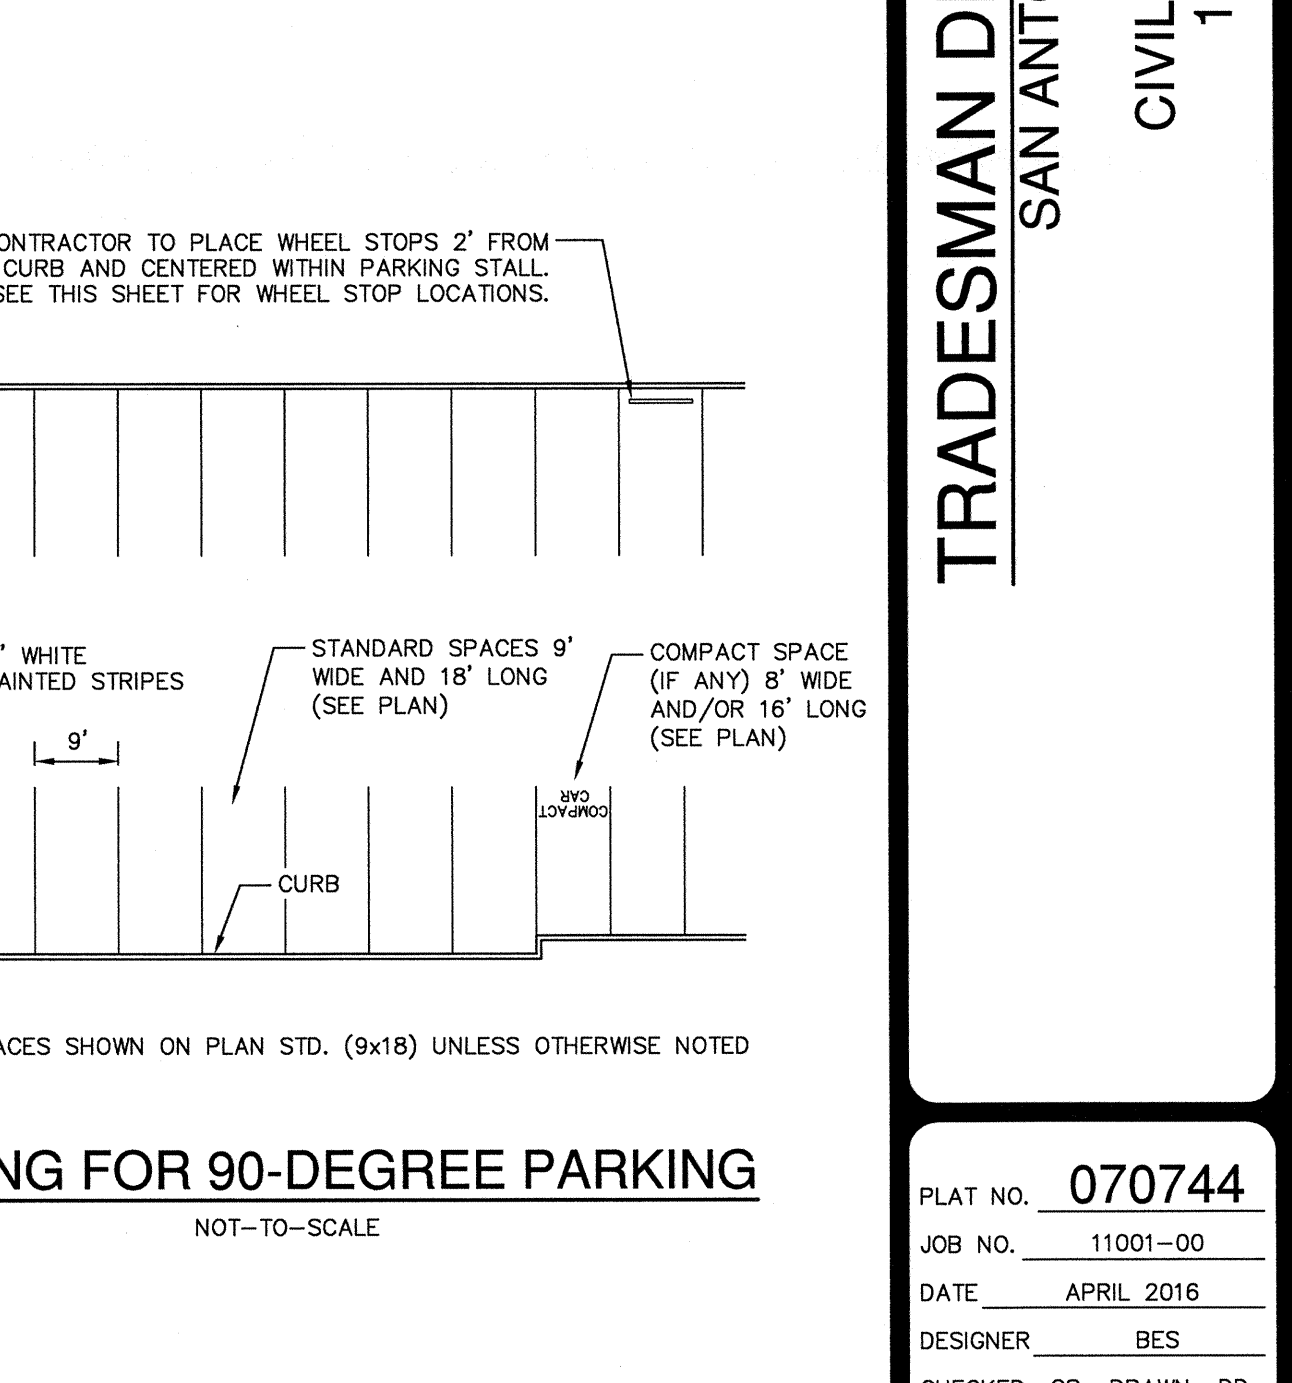 ONTRACTOR TO PLACE WHEEL STOPS 2' FROM
CURB AND CENTERED WITHIN PARKING STALL.
SEE THIS SHEET FOR WHEEL STOP LOCATIONS.
' WHITE
AINTED STRIPES
9'
STANDARD SPACES 9'
WIDE AND 18' LONG
(SEE PLAN)
COMPACT SPACE
(IF ANY) 8' WIDE
AND/OR 16' LONG
(SEE PLAN)
COMPACT
CAR
CURB
ACES SHOWN ON PLAN STD. (9x18) UNLESS OTHERWISE NOTED
NG FOR 90-DEGREE PARKING
NOT-TO-SCALE
TRADESMAN D
SAN ANTO
CIVIL
1
PLAT NO. 070744
JOB NO. 11001-00
DATE APRIL 2016
DESIGNER BES